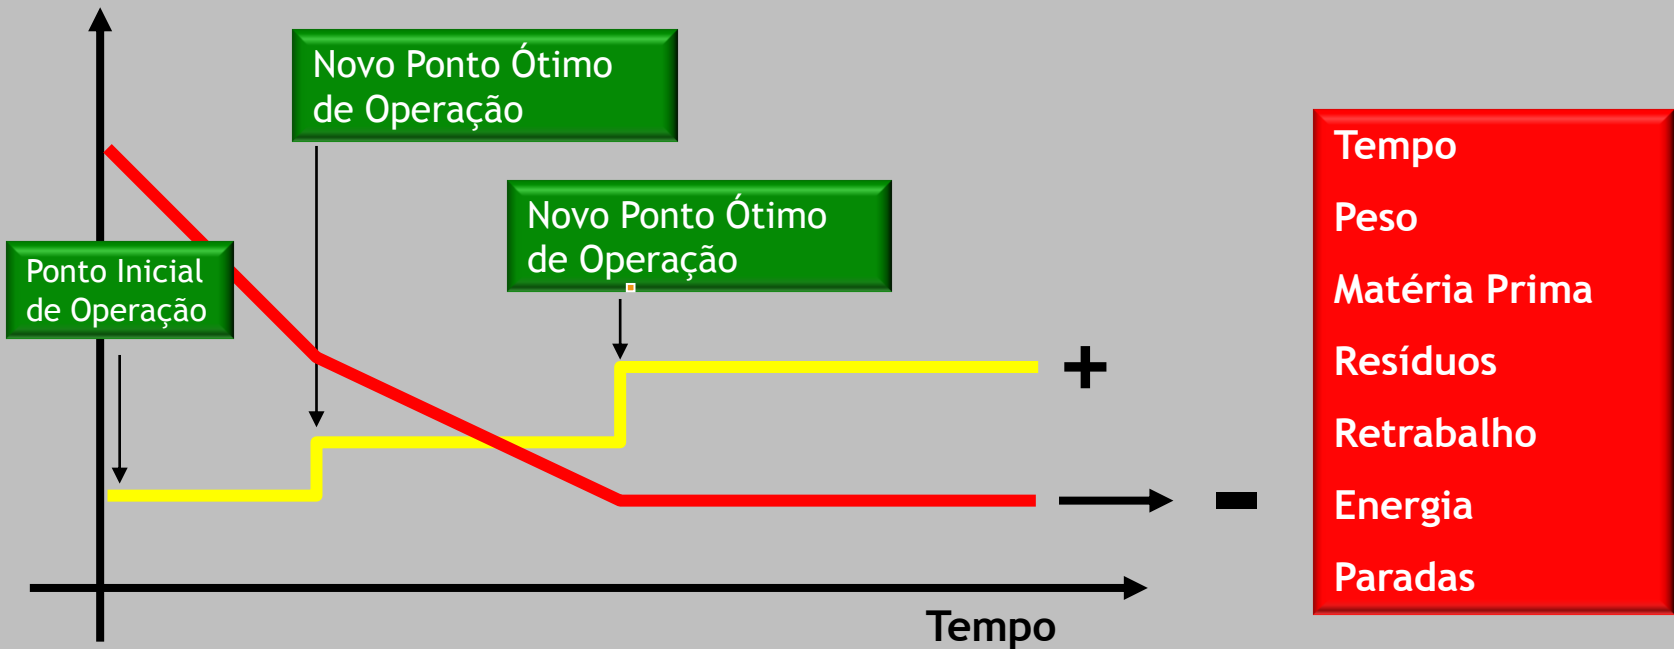 Novo Ponto Ótimo
de Operação
Novo Ponto Ótimo
de Operação
Ponto Inicial
de Operação
+
-
Tempo
Tempo
Peso
Matéria Prima
Resíduos
Retrabalho
Energia
Paradas